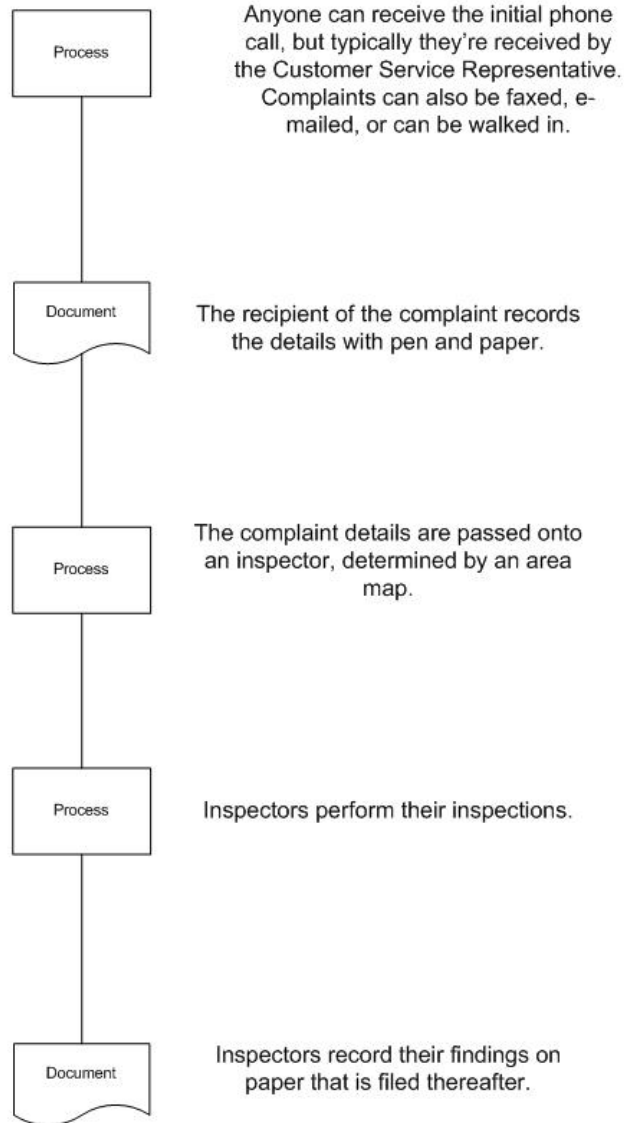 Process
Anyone can receive the initial phone
call, but typically they're received by
the Customer Service Representative.
Complaints can also be faxed, e-
mailed, or can be walked in.
Document
The recipient of the complaint records
the details with pen and paper.
Process
The complaint details are passed onto
an inspector, determined by an area
map.
Process
Inspectors perform their inspections.
Document
Inspectors record their findings on
paper that is filed thereafter.